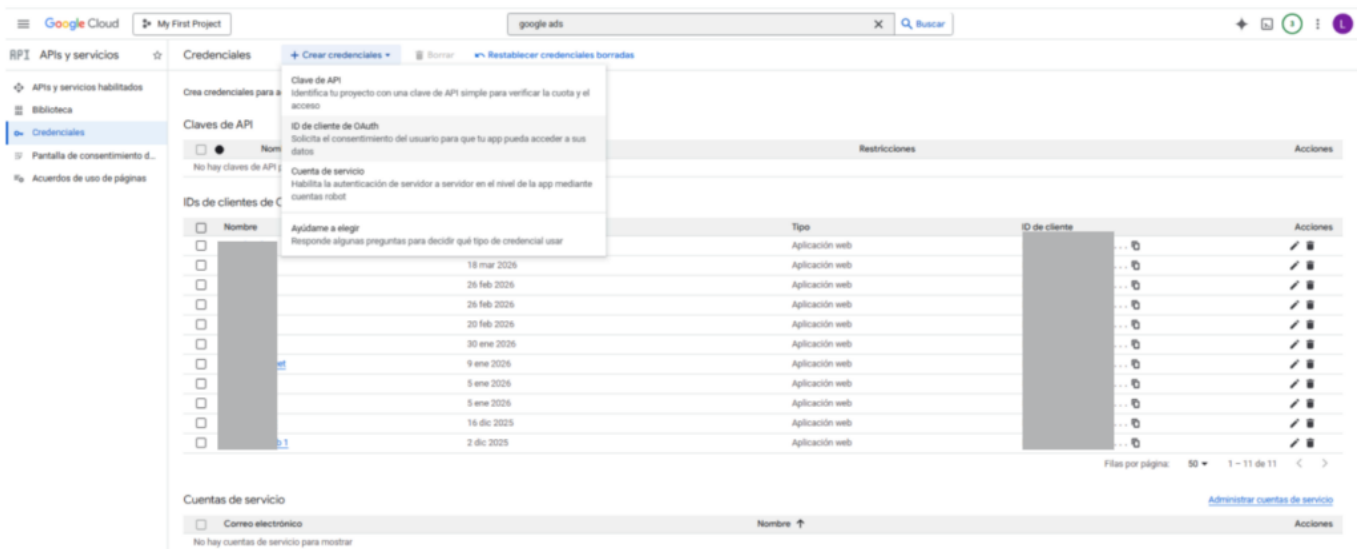 Google Cloud
My First Project
google ads
Buscar
3
L
API APIs y servicios
Credenciales
+ Crear credenciales
Borrar
Restablecer credenciales borradas
APIs y servicios habilitados
Biblioteca
Credenciales
Pantalla de consentimiento d...
Acuerdos de uso de páginas
Crea credenciales para a
Clave de API
Identifica tu proyecto con una clave de API simple para verificar la cuota y el
acceso
ID de cliente de OAuth
Solicita el consentimiento del usuario para que tu app pueda acceder a sus
datos
Cuenta de servicio
Habilita la autenticación de servidor a servidor en el nivel de la app mediante
cuentas robot
Ayúdame a elegir
Responde algunas preguntas para decidir qué tipo de credencial usar
Claves de API
Nom Restricciones Acciones
No hay claves de API p
IDs de clientes de O
Nombre Tipo ID de cliente Acciones
Aplicación web ...
18 mar 2026 Aplicación web ...
26 feb 2026 Aplicación web ...
26 feb 2026 Aplicación web ...
20 feb 2026 Aplicación web ...
30 ene 2026 Aplicación web ...
et 9 ene 2026 Aplicación web ...
5 ene 2026 Aplicación web ...
5 ene 2026 Aplicación web ...
16 dic 2025 Aplicación web ...
b 1 2 dic 2025 Aplicación web ...
Filas por página: 50 1 – 11 de 11
Cuentas de servicio
Administrar cuentas de servicio
Correo electrónico Nombre Acciones
No hay cuentas de servicio para mostrar